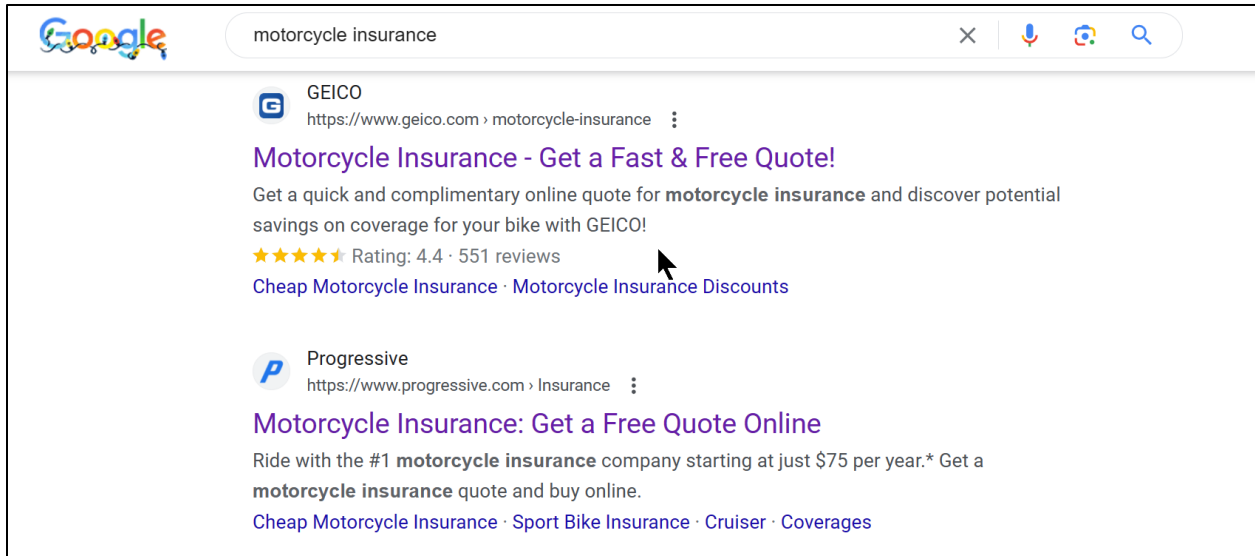 Google
motorcycle insurance
GEICO
https://www.geico.com › motorcycle-insurance
Motorcycle Insurance - Get a Fast & Free Quote!
Get a quick and complimentary online quote for motorcycle insurance and discover potential
savings on coverage for your bike with GEICO!
Rating: 4.4 · 551 reviews
Cheap Motorcycle Insurance · Motorcycle Insurance Discounts
Progressive
https://www.progressive.com › Insurance
Motorcycle Insurance: Get a Free Quote Online
Ride with the #1 motorcycle insurance company starting at just $75 per year.* Get a
motorcycle insurance quote and buy online.
Cheap Motorcycle Insurance · Sport Bike Insurance · Cruiser · Coverages